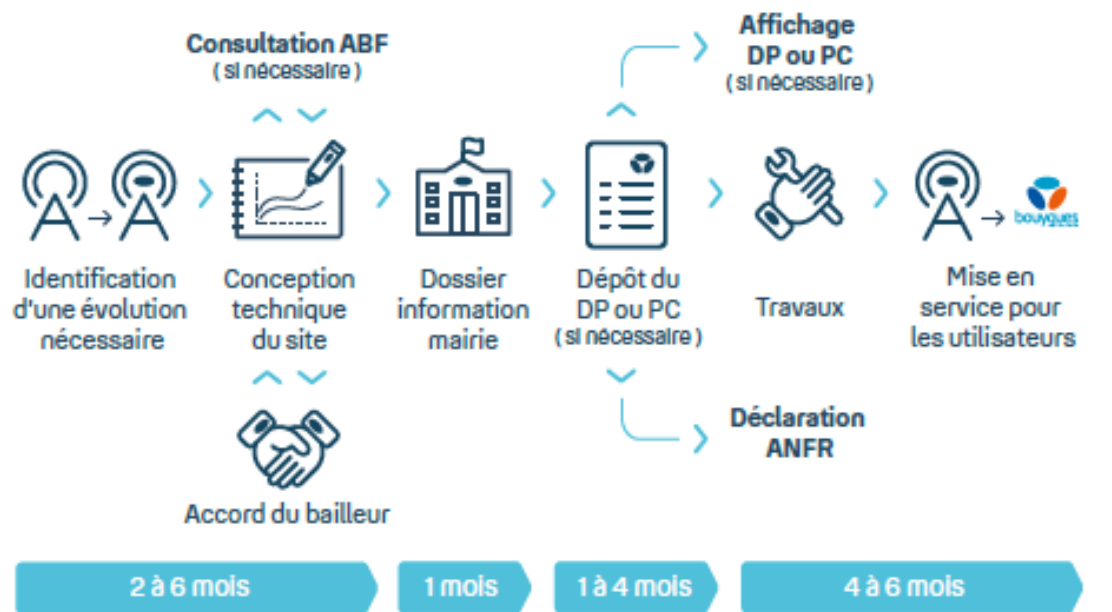 Consultation ABF
( si nécessaire )
Affichage
DP ou PC
( si nécessaire )
bouygues
Identification
d'une évolution
nécessaire
Conception
technique
du site
Dossier
information
mairie
Dépôt du
DP ou PC
( si nécessaire )
Travaux
Mise en
service pour
les utilisateurs
Accord du bailleur
Déclaration
ANFR
2 à 6 mois
1 mois
1 à 4 mois
4 à 6 mois